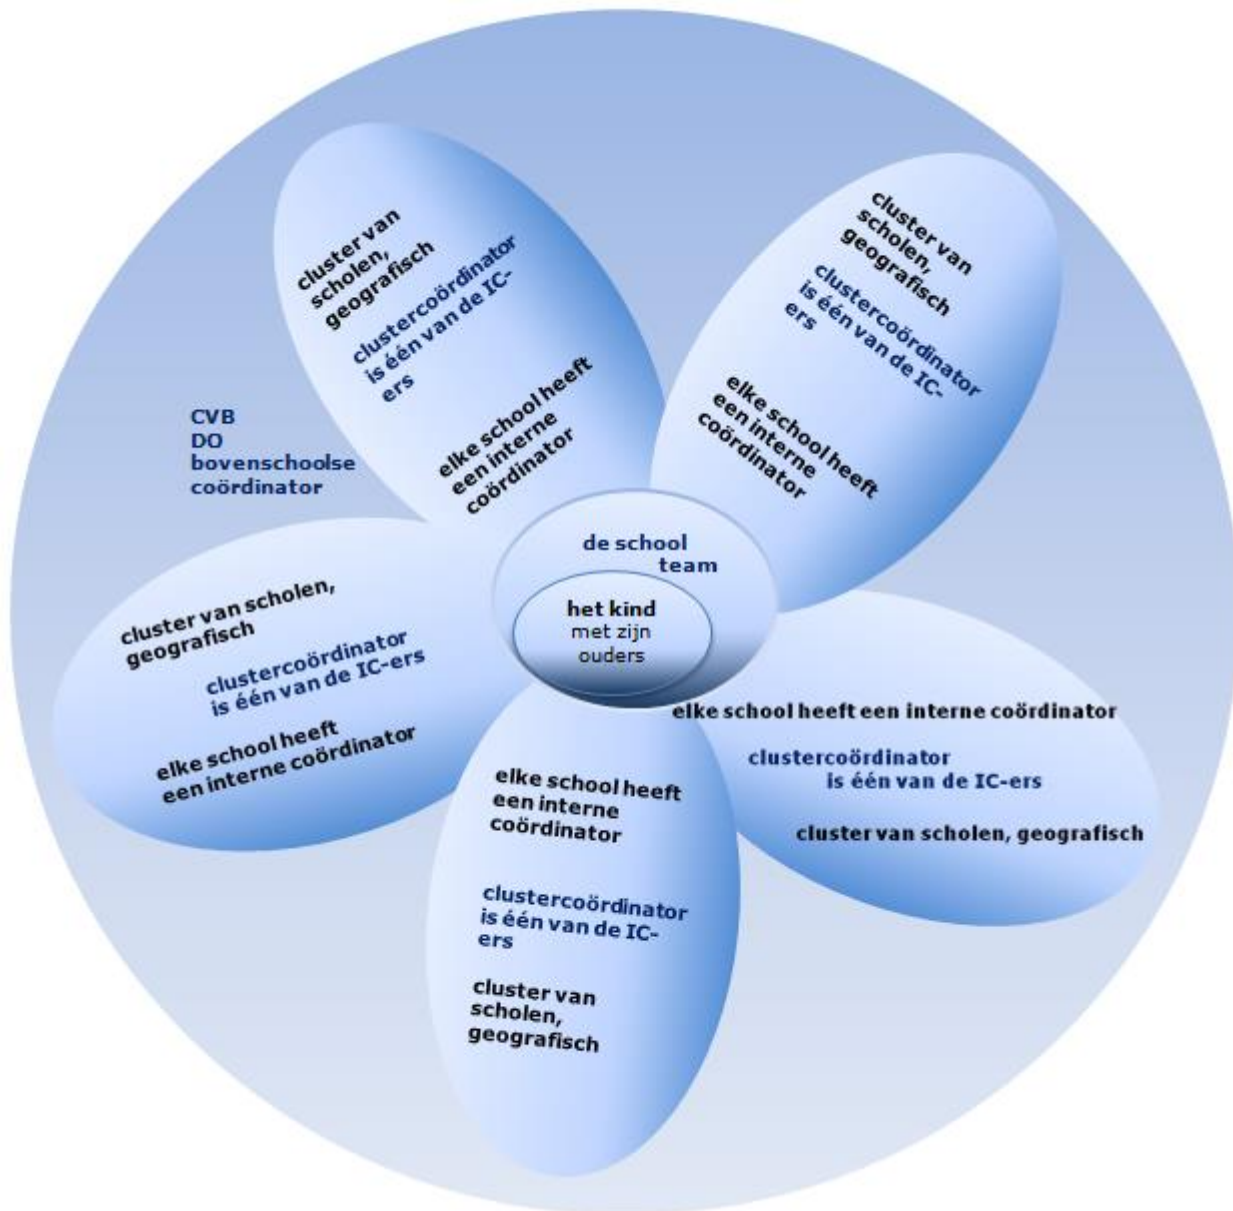 cluster van
scholen,
geografisch
clustercoördinator
is één van de IC-
ers
elke school heeft
een interne
coördinator
cluster van
scholen,
geografisch
clustercoördinator
is één van de IC-
ers
elke school heeft
een interne
coördinator
CVB
DO
bovenschoolse
coördinator
de school
team
het kind
met zijn
ouders
cluster van scholen,
geografisch
clustercoördinator
is één van de IC-ers
elke school heeft
een interne coördinator
elke school heeft een interne coördinator
clustercoördinator
is één van de IC-ers
cluster van scholen, geografisch
elke school heeft
een interne
coördinator
clustercoördinator
is één van de IC-
ers
cluster van
scholen,
geografisch